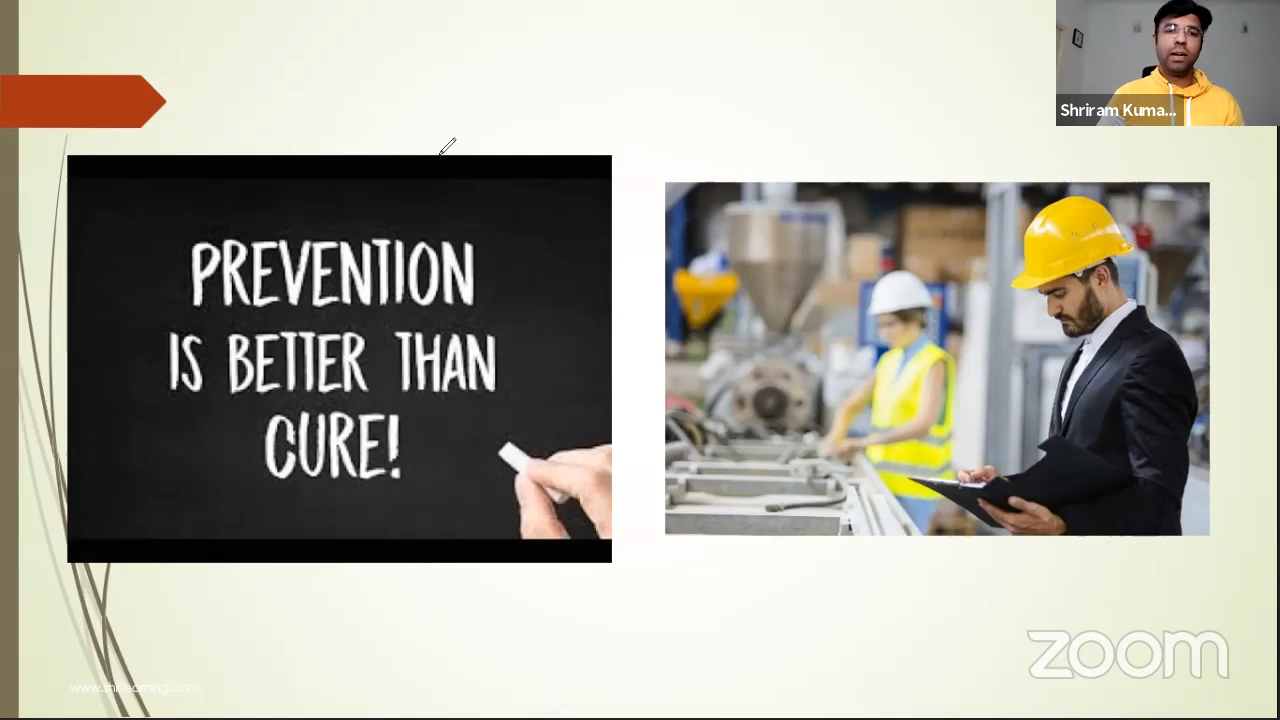 Shriram Kuma...
PREVENTION
IS BETTER THAN
CURE!
zoom